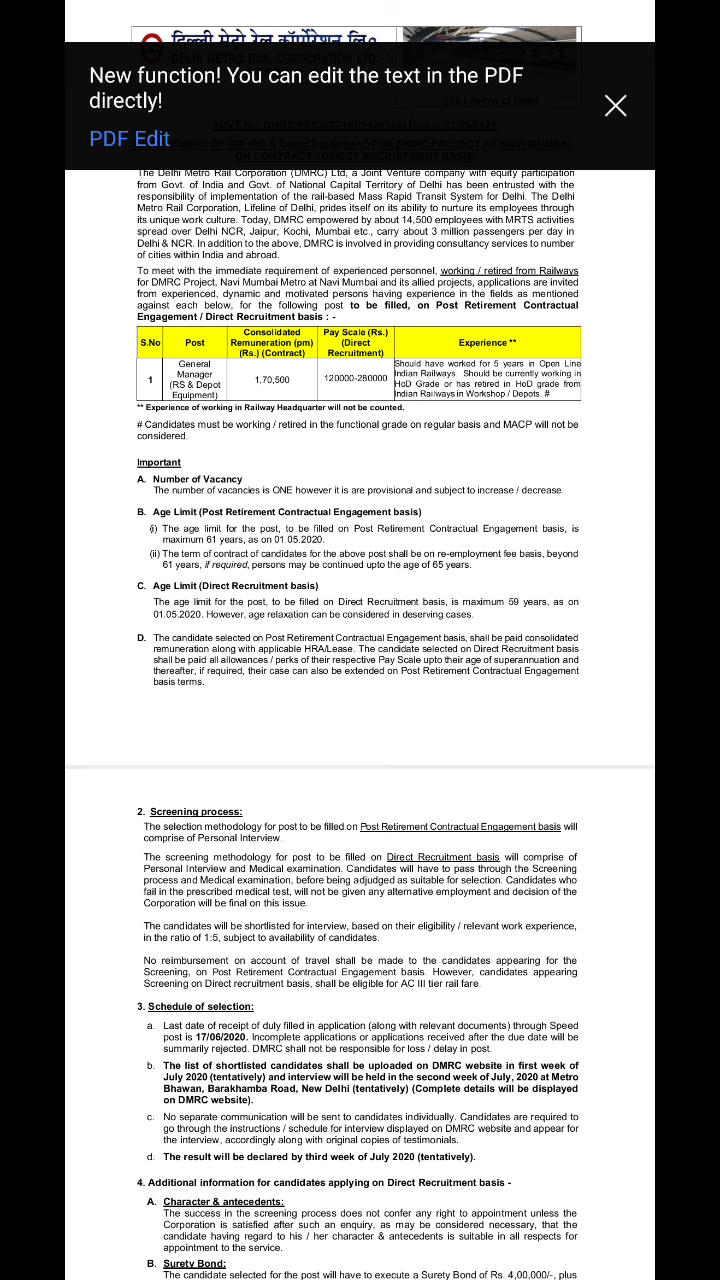 दिल्ली मेट्रो रेल कॉर्पोरेशन लि०
DELHI METRO RAIL CORPORATION LTD.
New function! You can edit the text in the PDF
directly!
PDF Edit
The Lifeline of Delhi
ADVT No: DMRC/PERS/22/HR/2020 (56) Dated: 27/05/2020
OF GM (RS & Depot Equipment) FOR DMRC PROJECT AT NAVI MUMBAI
ON CONTRACT / DIRECT RECRUITMENT BASIS
The Delhi Metro Rail Corporation (DMRC) Ltd, a Joint Venture company with equity participation
from Govt. of India and Govt. of National Capital Territory of Delhi has been entrusted with the
responsibility of implementation of the rail-based Mass Rapid Transit System for Delhi. The Delhi
Metro Rail Corporation, Lifeline of Delhi, prides itself on its ability to nurture its employees through
its unique work culture. Today, DMRC empowered by about 14,500 employees with MRTS activities
spread over Delhi NCR, Jaipur, Kochi, Mumbai etc., carry about 3 million passengers per day in
Delhi & NCR. In addition to the above, DMRC is involved in providing consultancy services to number
of cities within India and abroad.
To meet with the immediate requirement of experienced personnel, working / retired from Railways
for DMRC Project, Navi Mumbai Metro at Navi Mumbai and its allied projects, applications are invited
from experienced, dynamic and motivated persons having experience in the fields as mentioned
against each below, for the following post to be filled, on Post Retirement Contractual
Engagement / Direct Recruitment basis : -
S.No Post Consolidated Remuneration (pm) (Rs.) (Contract) Pay Scale (Rs.) (Direct Recruitment) Experience **
1 General Manager (RS & Depot Equipment) 1,70,500 120000-280000 Should have worked for 5 years in Open Line
Indian Railways. Should be currently working in
HoD Grade or has retired in HoD grade from
Indian Railways in Workshop / Depots. #
** Experience of working in Railway Headquarter will not be counted.
# Candidates must be working / retired in the functional grade on regular basis and MACP will not be
considered.
Important
A. Number of Vacancy
The number of vacancies is ONE however it is are provisional and subject to increase / decrease.
B. Age Limit (Post Retirement Contractual Engagement basis)
(i) The age limit for the post, to be filled on Post Retirement Contractual Engagement basis, is
maximum 61 years, as on 01.05.2020.
(ii) The term of contract of candidates for the above post shall be on re-employment fee basis, beyond
61 years, if required, persons may be continued upto the age of 65 years.
C. Age Limit (Direct Recruitment basis)
The age limit for the post, to be filled on Direct Recruitment basis, is maximum 59 years, as on
01.05.2020. However, age relaxation can be considered in deserving cases.
D. The candidate selected on Post Retirement Contractual Engagement basis, shall be paid consolidated
remuneration along with applicable HRA/Lease. The candidate selected on Direct Recruitment basis
shall be paid all allowances / perks of their respective Pay Scale upto their age of superannuation and
thereafter, if required, their case can also be extended on Post Retirement Contractual Engagement
basis terms.
2. Screening process:
The selection methodology for post to be filled on Post Retirement Contractual Engagement basis will
comprise of Personal Interview.
The screening methodology for post to be filled on Direct Recruitment basis will comprise of
Personal Interview and Medical examination. Candidates will have to pass through the Screening
process and Medical examination, before being adjudged as suitable for selection. Candidates who
fail in the prescribed medical test, will not be given any alternative employment and decision of the
Corporation will be final on this issue.
The candidates will be shortlisted for interview, based on their eligibility / relevant work experience,
in the ratio of 1:5, subject to availability of candidates.
No reimbursement on account of travel shall be made to the candidates appearing for the
Screening, on Post Retirement Contractual Engagement basis. However, candidates appearing
Screening on Direct recruitment basis, shall be eligible for AC III tier rail fare.
3. Schedule of selection:
a. Last date of receipt of duly filled in application (along with relevant documents) through Speed
post is 17/06/2020. Incomplete applications or applications received after the due date will be
summarily rejected. DMRC shall not be responsible for loss / delay in post.
b. The list of shortlisted candidates shall be uploaded on DMRC website in first week of
July 2020 (tentatively) and interview will be held in the second week of July, 2020 at Metro
Bhawan, Barakhamba Road, New Delhi (tentatively) (Complete details will be displayed
on DMRC website).
c. No separate communication will be sent to candidates individually. Candidates are required to
go through the instructions / schedule for interview displayed on DMRC website and appear for
the interview, accordingly along with original copies of testimonials.
d. The result will be declared by third week of July 2020 (tentatively).
4. Additional information for candidates applying on Direct Recruitment basis -
A. Character & antecedents:
The success in the screening process does not confer any right to appointment unless the
Corporation is satisfied after such an enquiry, as may be considered necessary, that the
candidate having regard to his / her character & antecedents is suitable in all respects for
appointment to the service.
B. Surety Bond:
The candidate selected for the post will have to execute a Surety Bond of Rs. 4,00,000/-, plus